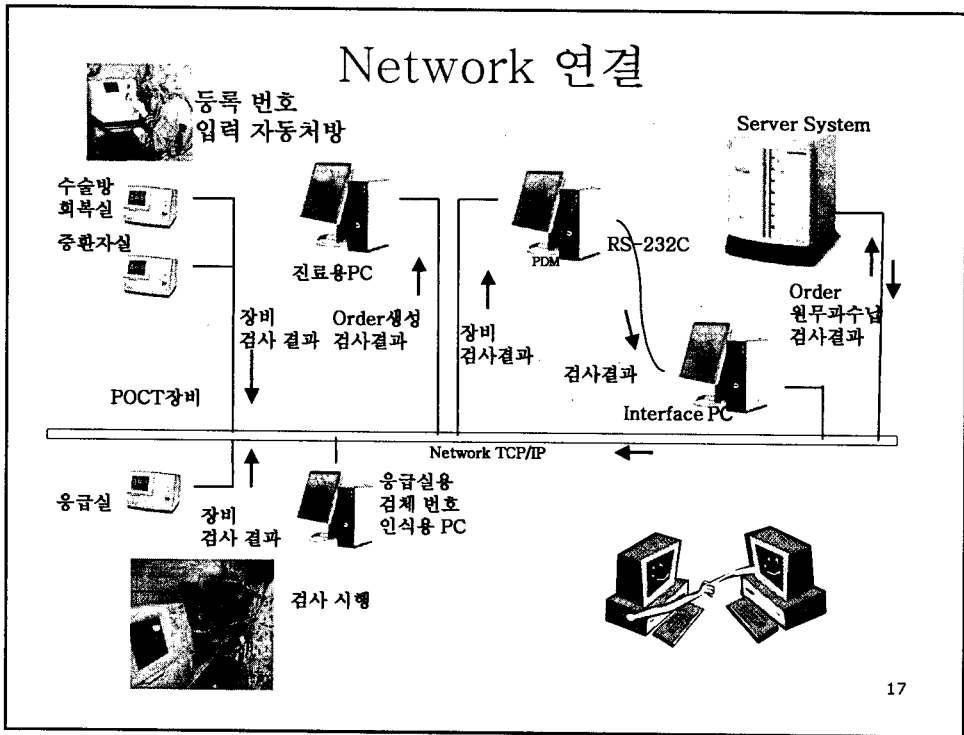 Network 연결
등록 번호
입력 자동처방
Server System
수술방
회복실
중환자실
진료용PC
PDM
RS-232C
장비
검사 결과
Order생성
검사결과
장비
검사결과
검사결과
Order
원무과수납
검사결과
POCT장비
Interface PC
Network TCP/IP
응급실
장비
검사 결과
응급실용
검체 번호
인식용 PC
검사 시행
17